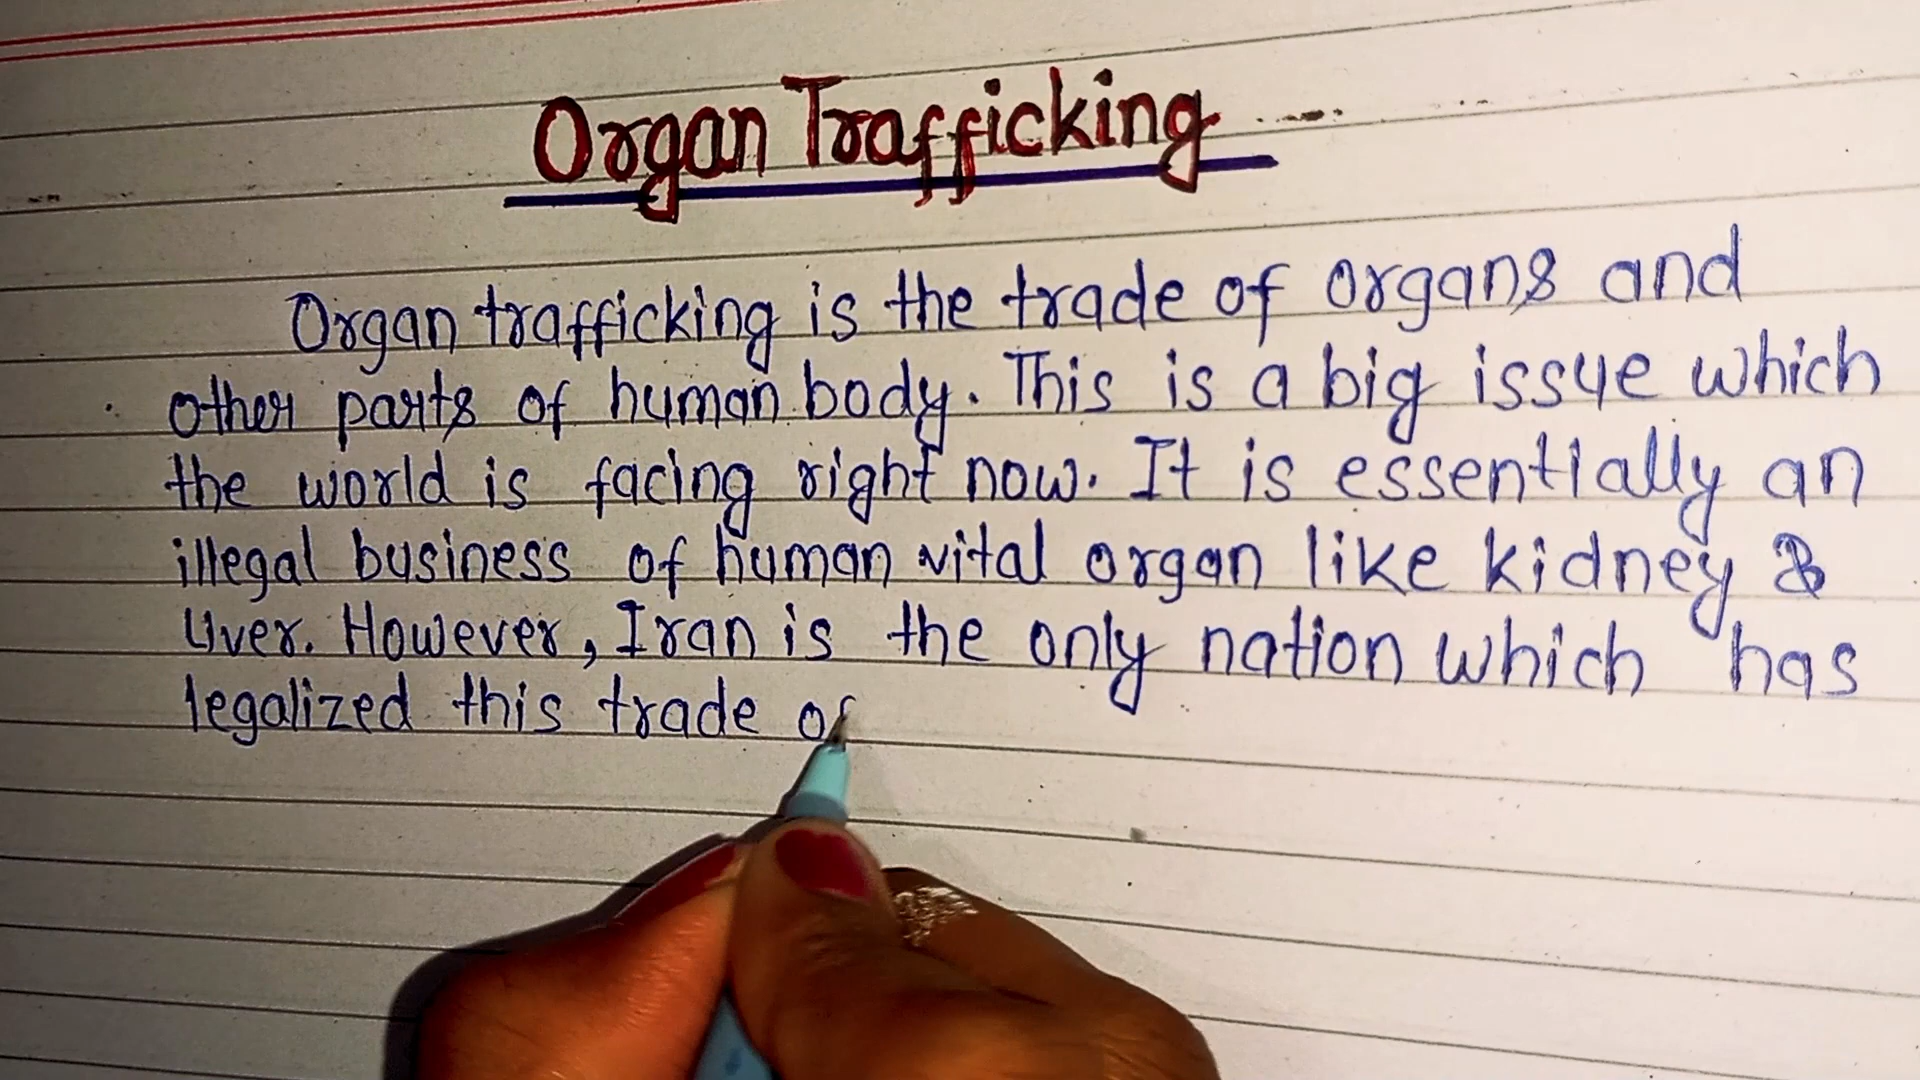 Organ Trafficking
Organ trafficking is the trade of organs and
other parts of human body. This is a big issue which
the world is facing right now. It is essentially an
illegal business of human vital organ like kidney &
liver. However, Iran is the only nation which has
legalized this trade of